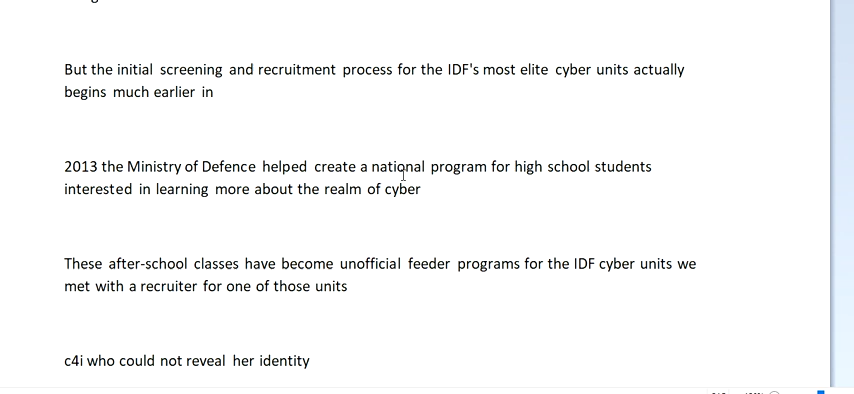 But the initial screening and recruitment process for the IDF's most elite cyber units actually
begins much earlier in
2013 the Ministry of Defence helped create a national program for high school students
interested in learning more about the realm of cyber
These after-school classes have become unofficial feeder programs for the IDF cyber units we
met with a recruiter for one of those units
c4i who could not reveal her identity